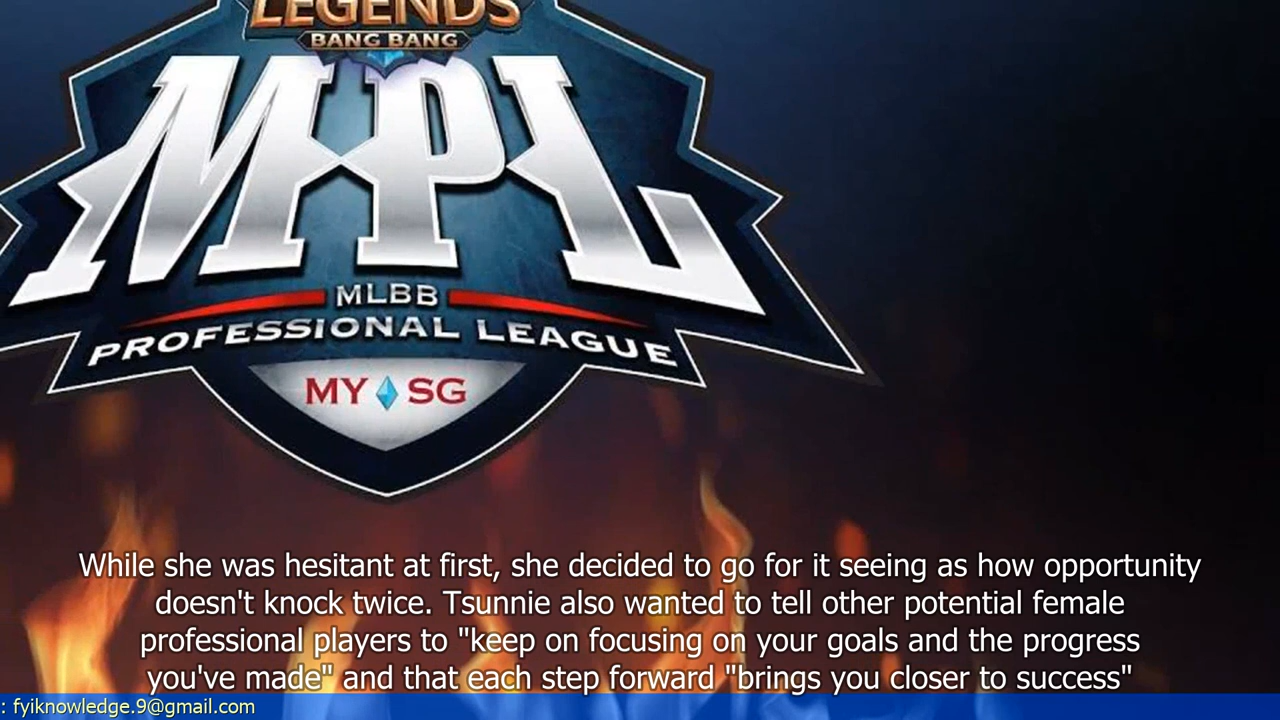 LEGENDS
BANG BANG
MPL
MLBB
PROFESSIONAL LEAGUE
MY SG
While she was hesitant at first, she decided to go for it seeing as how opportunity
doesn't knock twice. Tsunnie also wanted to tell other potential female
professional players to "keep on focusing on your goals and the progress
you've made" and that each step forward "brings you closer to success"
: fyiknowledge.9@gmail.com